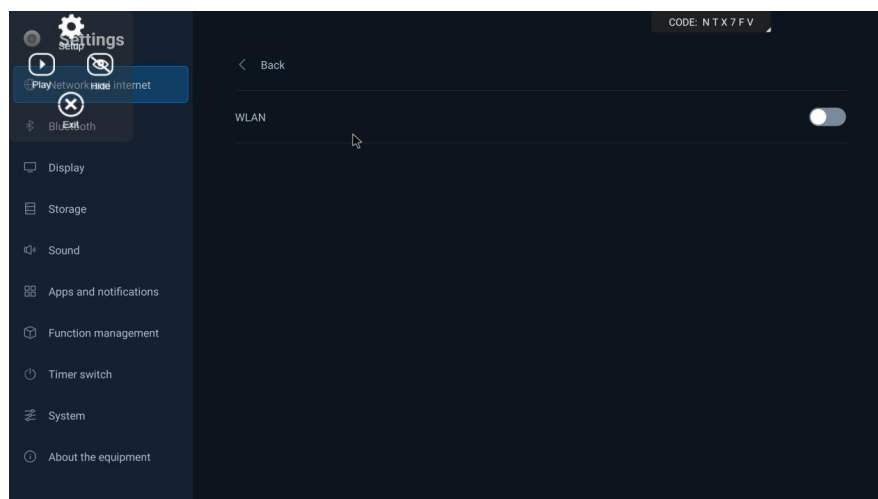 CODE: N T X 7 F V
Settings
Setup
Play
Hide
Exit
Network and internet
Bluetooth
Display
Storage
Sound
Apps and notifications
Function management
Timer switch
System
About the equipment
Back
WLAN